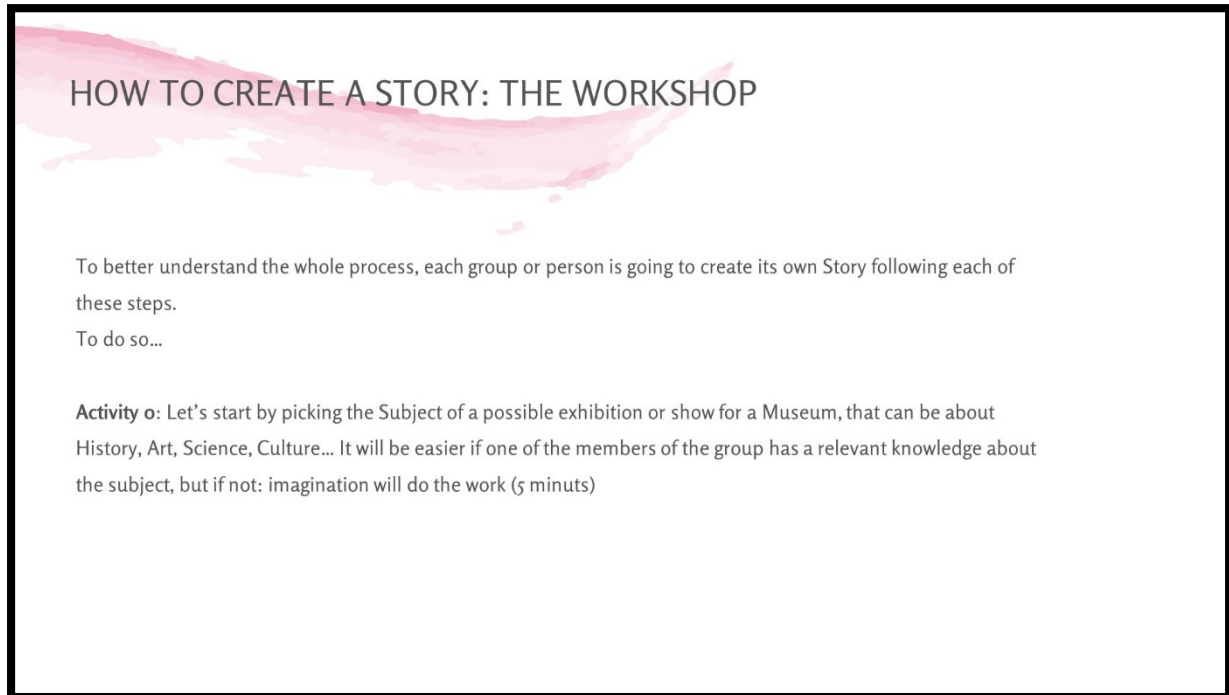 HOW TO CREATE A STORY: THE WORKSHOP
To better understand the whole process, each group or person is going to create its own Story following each of
these steps.
To do so...
Activity 0: Let's start by picking the Subject of a possible exhibition or show for a Museum, that can be about
History, Art, Science, Culture... It will be easier if one of the members of the group has a relevant knowledge about
the subject, but if not: imagination will do the work (5 minuts)